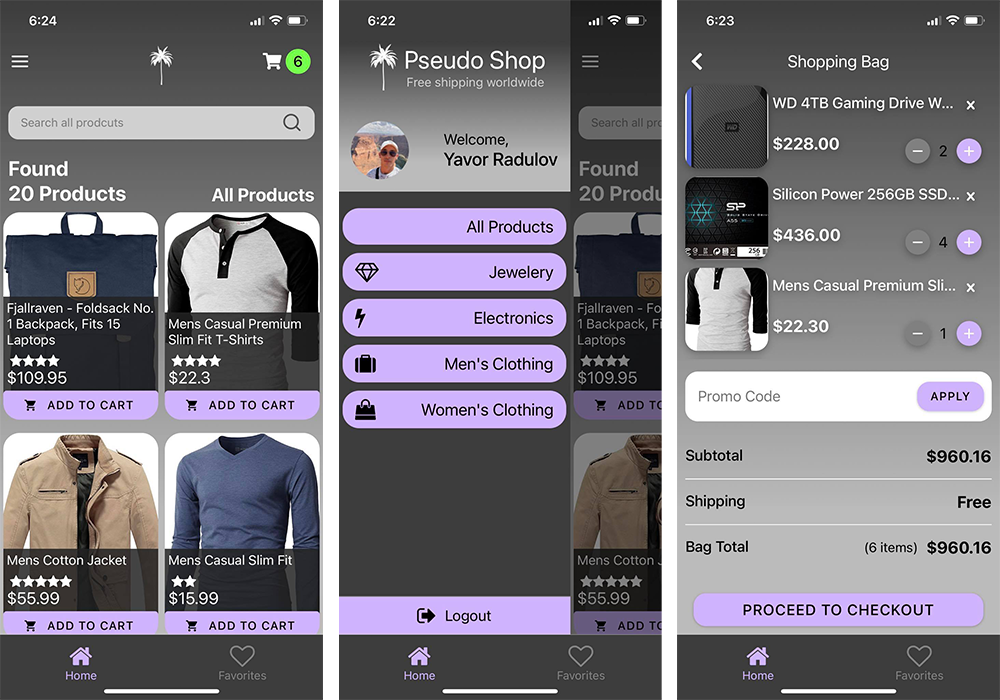 6:24
6
Search all prodcuts
Found
20 Products
All Products
Fjallraven - Foldsack No.
1 Backpack, Fits 15
Laptops
$109.95
ADD TO CART
Mens Casual Premium
Slim Fit T-Shirts
$22.3
ADD TO CART
Mens Cotton Jacket
$55.99
ADD TO CART
Mens Casual Slim Fit
$15.99
ADD TO CART
Home
Favorites
6:22
Pseudo Shop
Free shipping worldwide
Welcome,
Yavor Radulov
All Products
Jewelery
Electronics
Men's Clothing
Women's Clothing
Logout
Search all pro
Found
20 Produ
Fjallraven - F
1 Backpack, Fi
Laptops
$109.95
ADD TO
Mens Cotton J
$55.99
ADD TO
Home
Favorites
6:23
Shopping Bag
WD
WD 4TB Gaming Drive W...
$228.00
2
SP
SOLID STATE DRIVE
A55
256
Silicon Power 256GB SSD...
$436.00
4
Mens Casual Premium Sli...
$22.30
1
Promo Code
APPLY
Subtotal
$960.16
Shipping
Free
Bag Total
(6 items) $960.16
PROCEED TO CHECKOUT
Home
Favorites